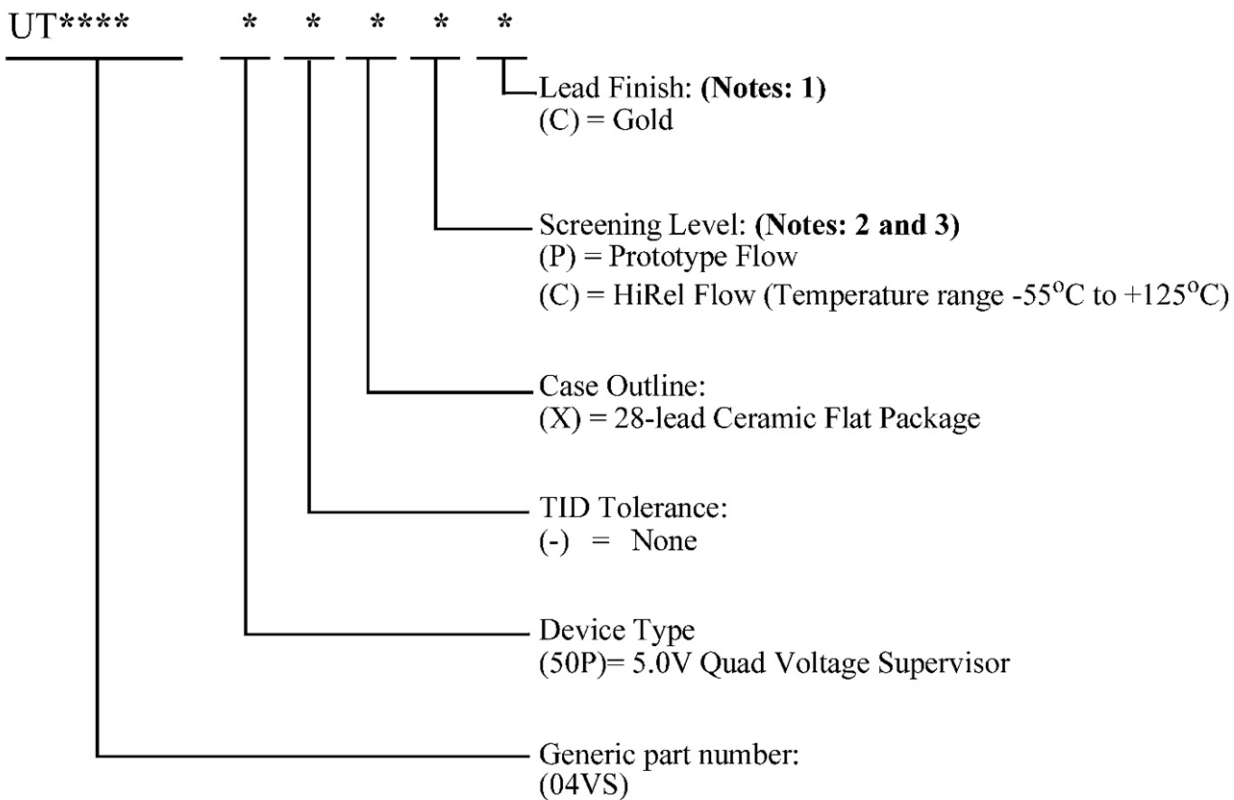 UT**** * * * * *
Lead Finish: (Notes: 1)
(C) = Gold
Screening Level: (Notes: 2 and 3)
(P) = Prototype Flow
(C) = HiRel Flow (Temperature range -55°C to +125°C)
Case Outline:
(X) = 28-lead Ceramic Flat Package
TID Tolerance:
(-) = None
Device Type
(50P)= 5.0V Quad Voltage Supervisor
Generic part number:
(04VS)